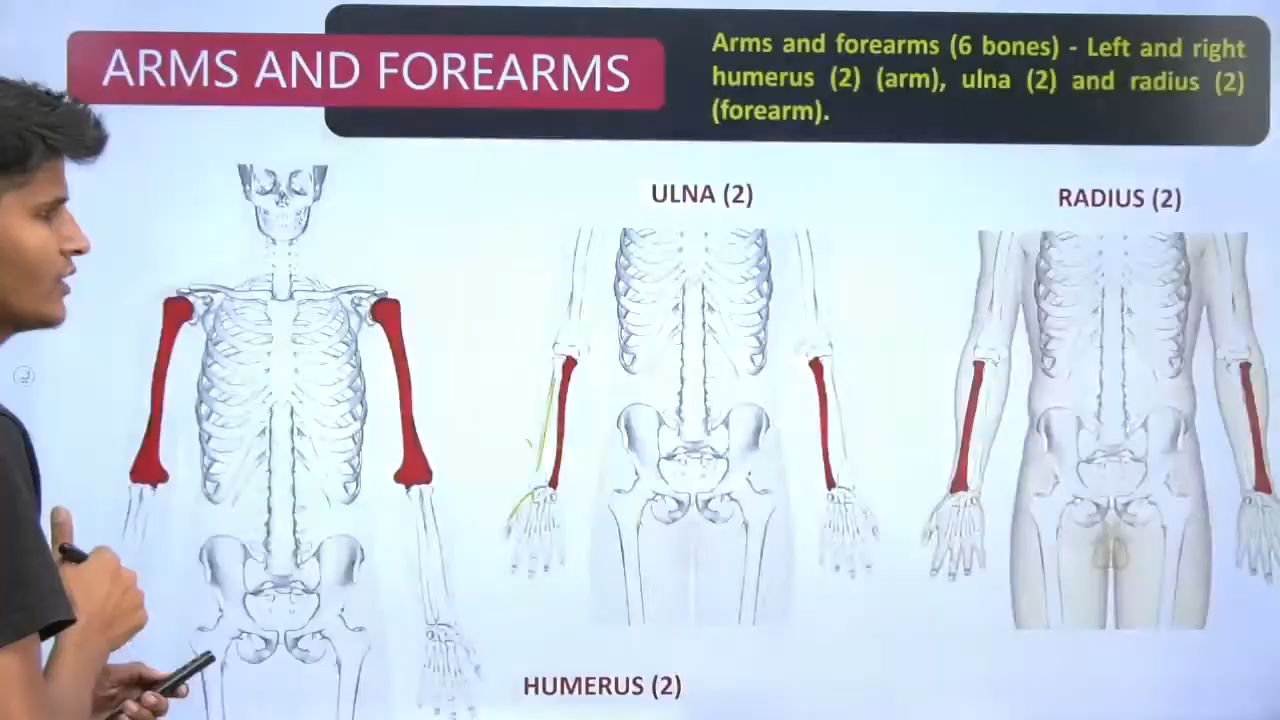 ARMS AND FOREARMS
Arms and forearms (6 bones) - Left and right
humerus (2) (arm), ulna (2) and radius (2)
(forearm).
ULNA (2)
RADIUS (2)
HUMERUS (2)